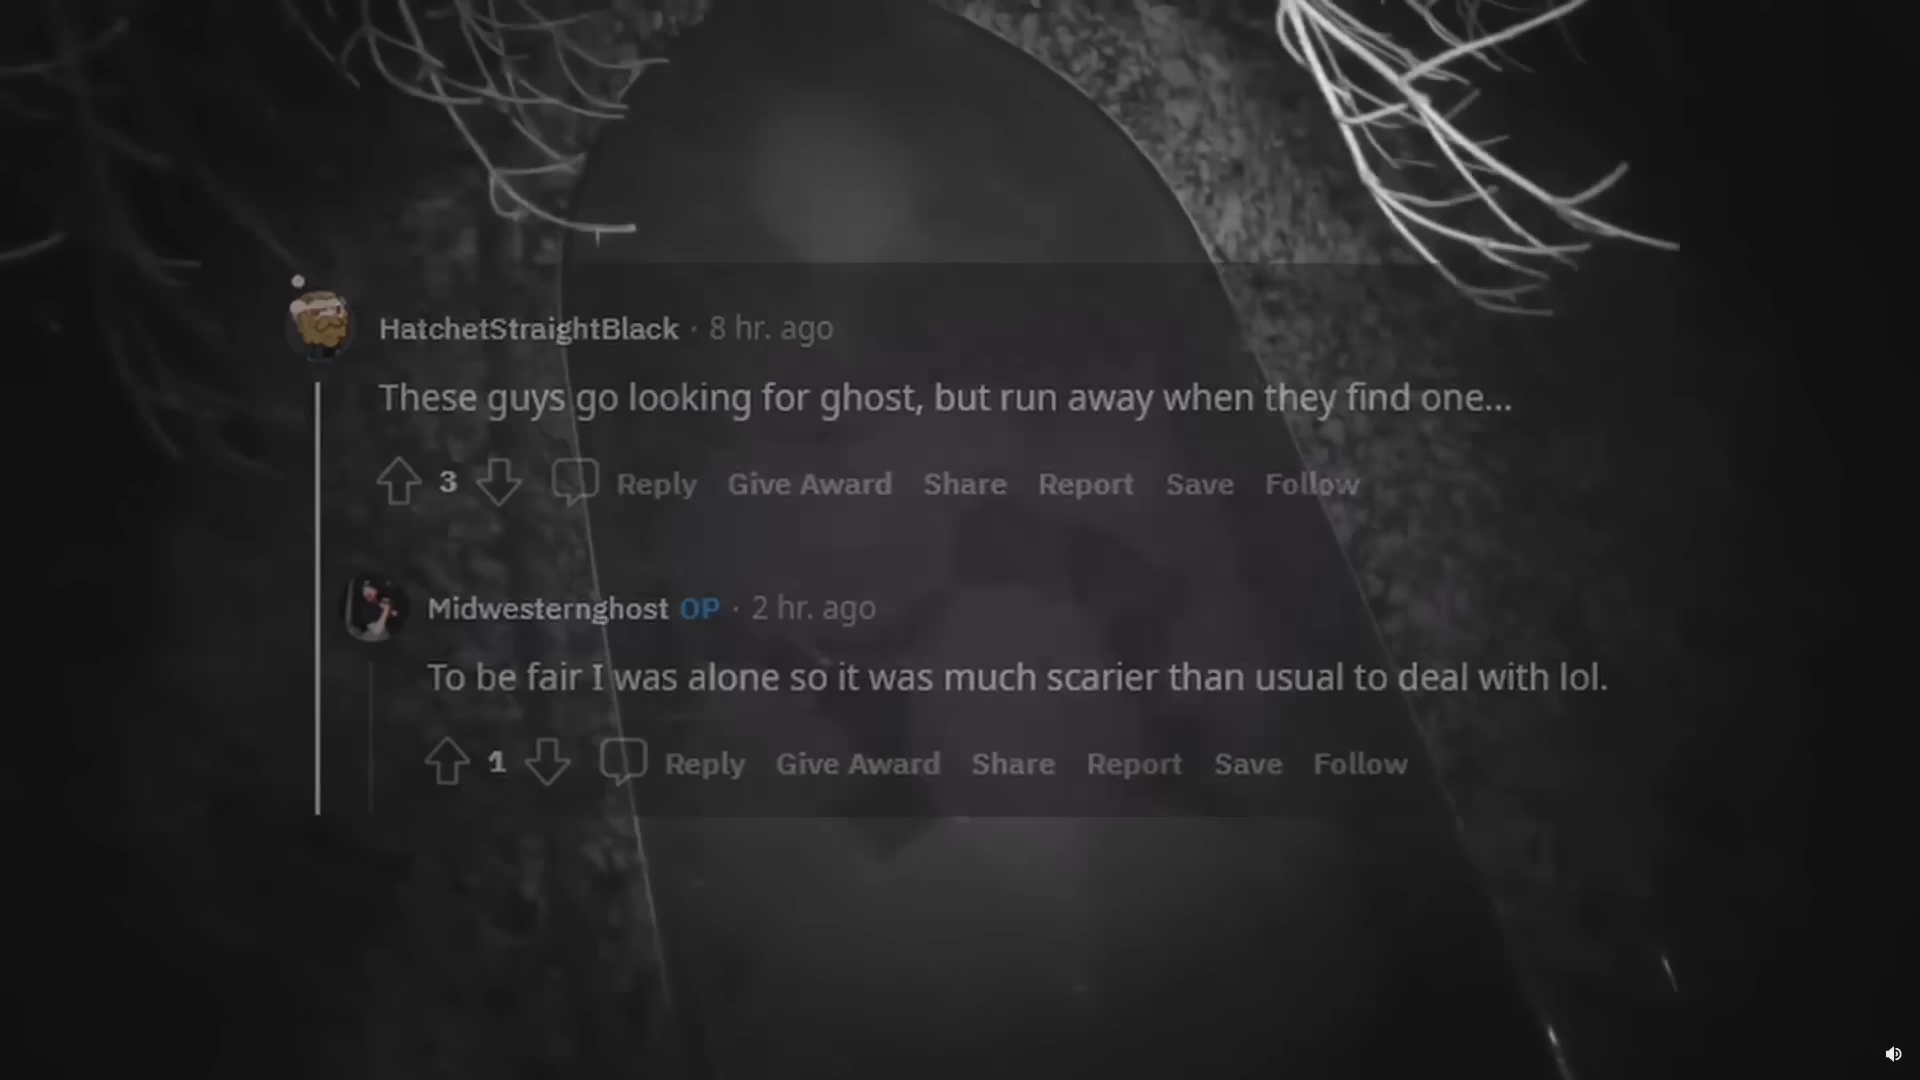 HatchetStraightBlack · 8 hr. ago
These guys go looking for ghost, but run away when they find one...
3 Reply Give Award Share Report Save Follow
Midwesternghost OP · 2 hr. ago
To be fair I was alone so it was much scarier than usual to deal with lol.
1 Reply Give Award Share Report Save Follow